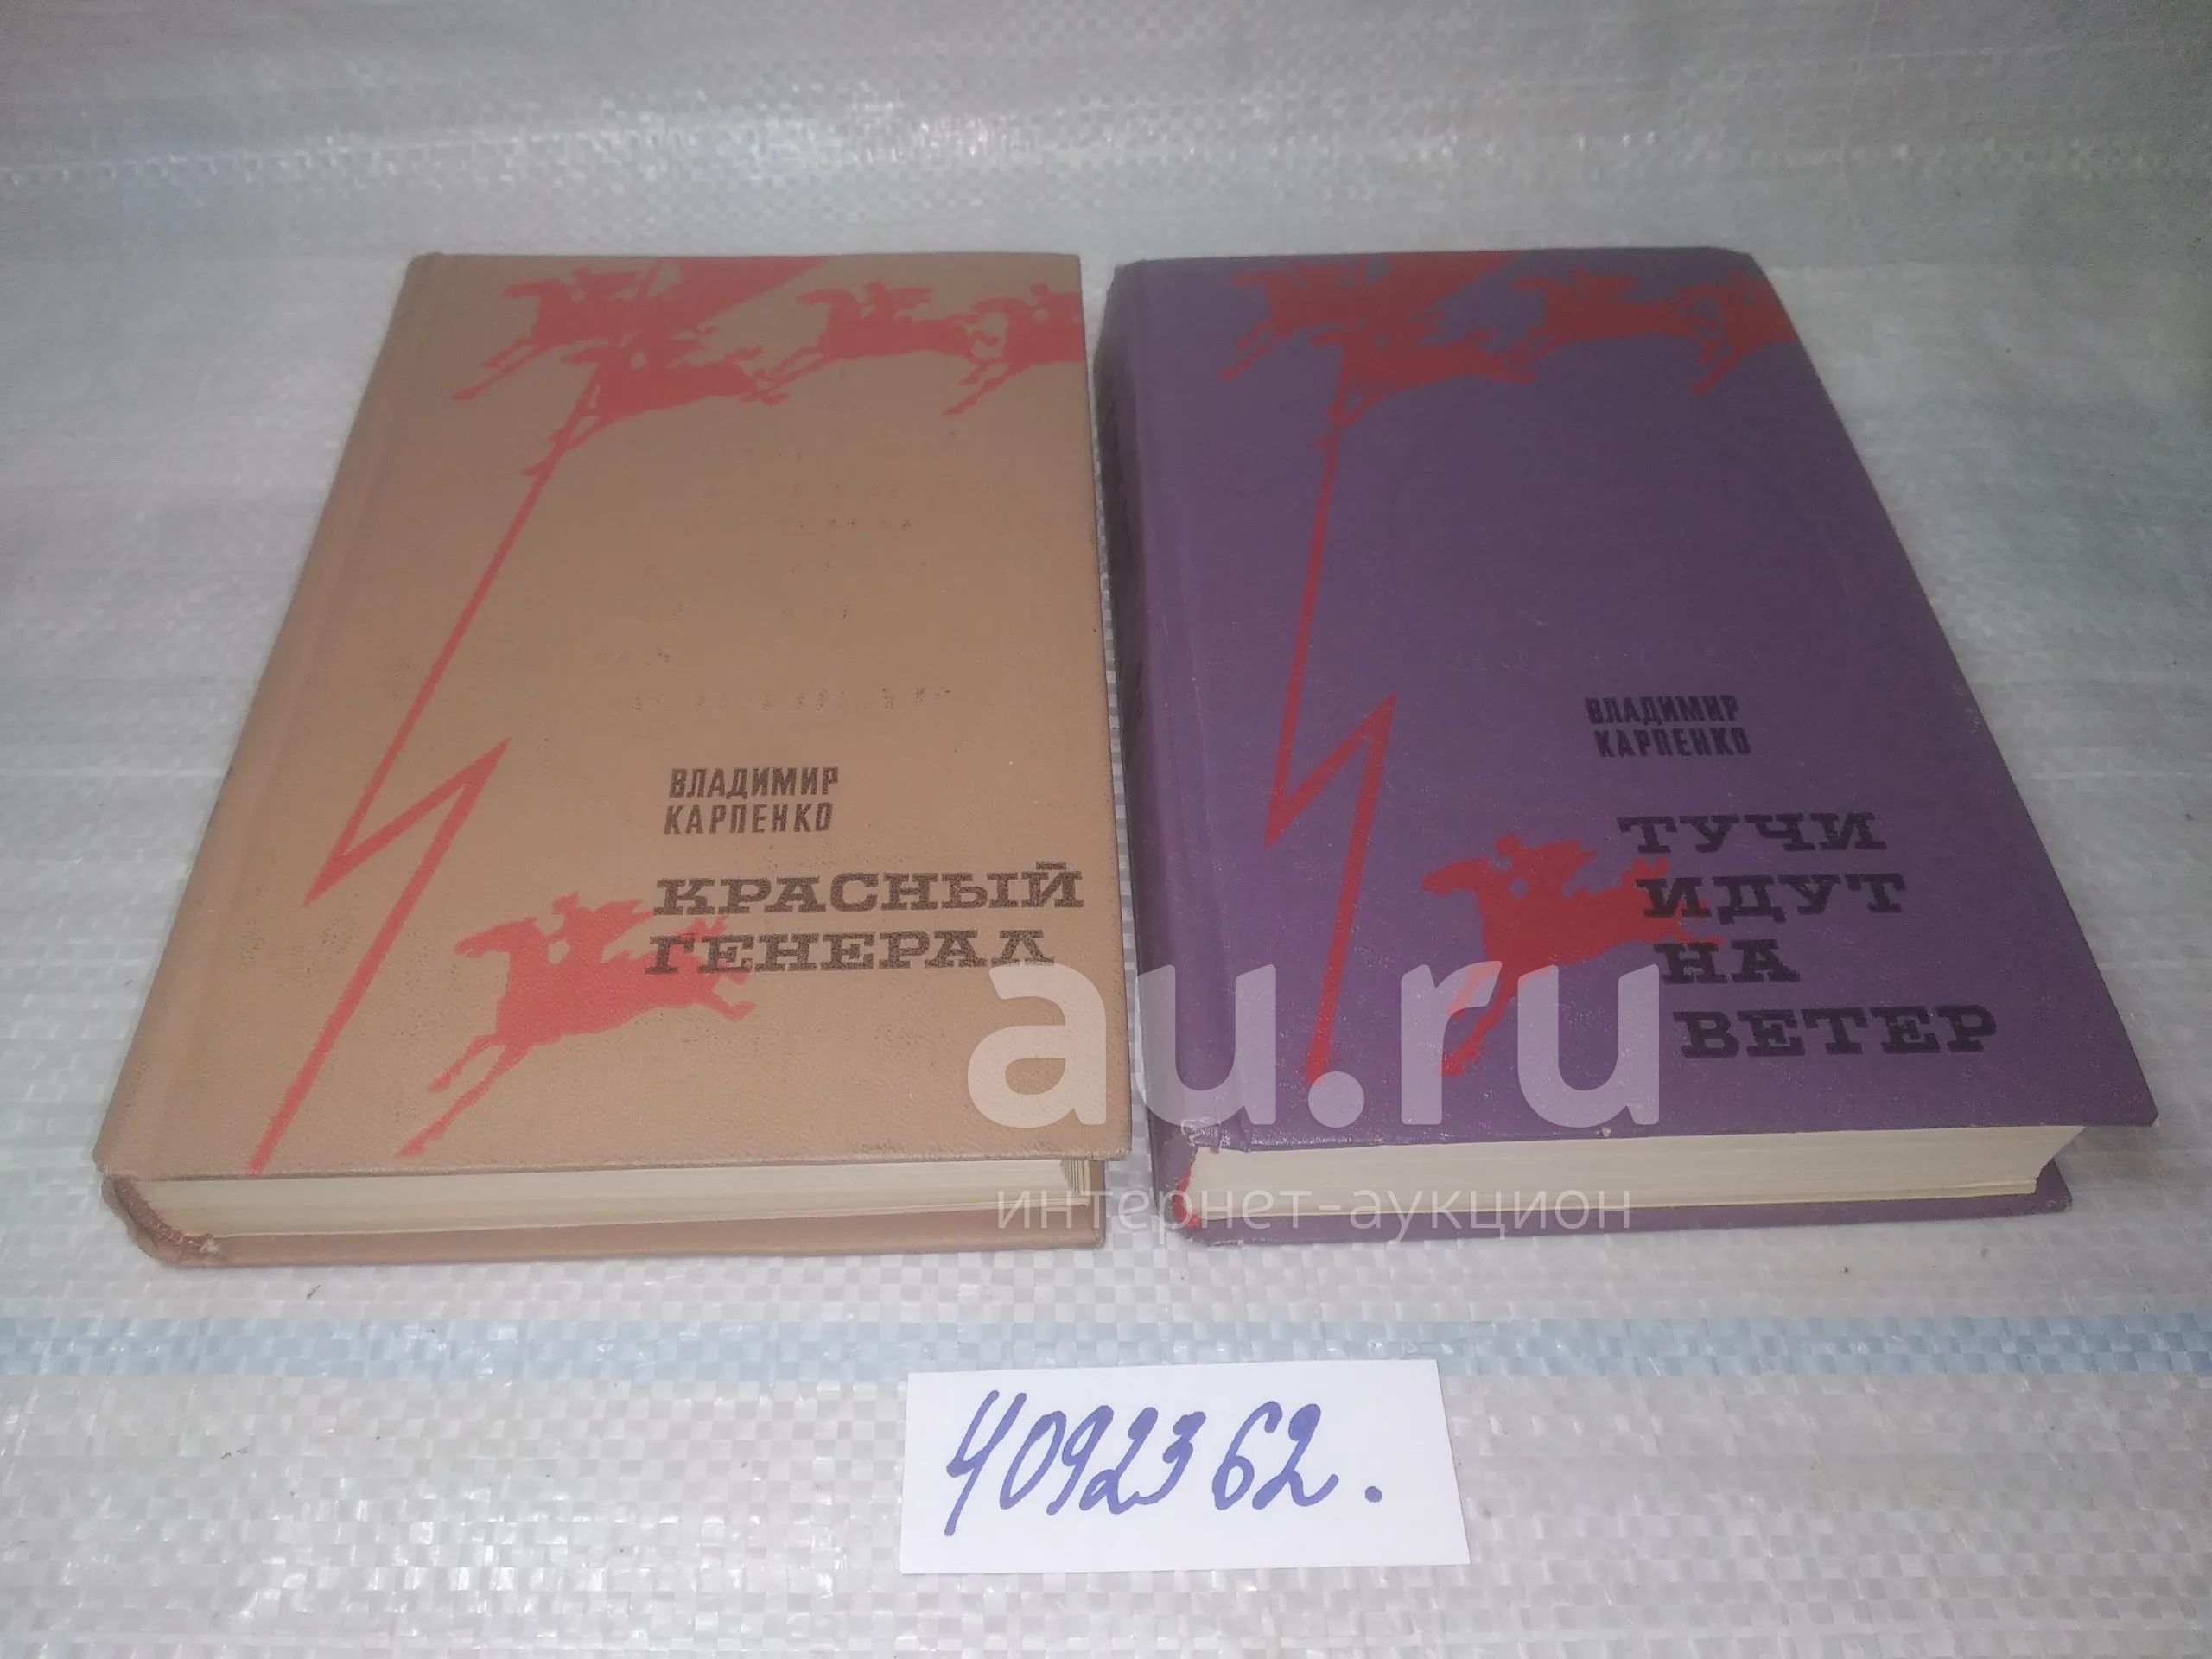 ВЛАДИМИР
КАРПЕНКО
КРАСНЫЙ
ГЕНЕРАЛ
ВЛАДИМИР
КАРПЕНКО
ТУЧИ
ИДУТ
НА
ВЕТЕР
au.ru
интернет-аукцион
4092362.